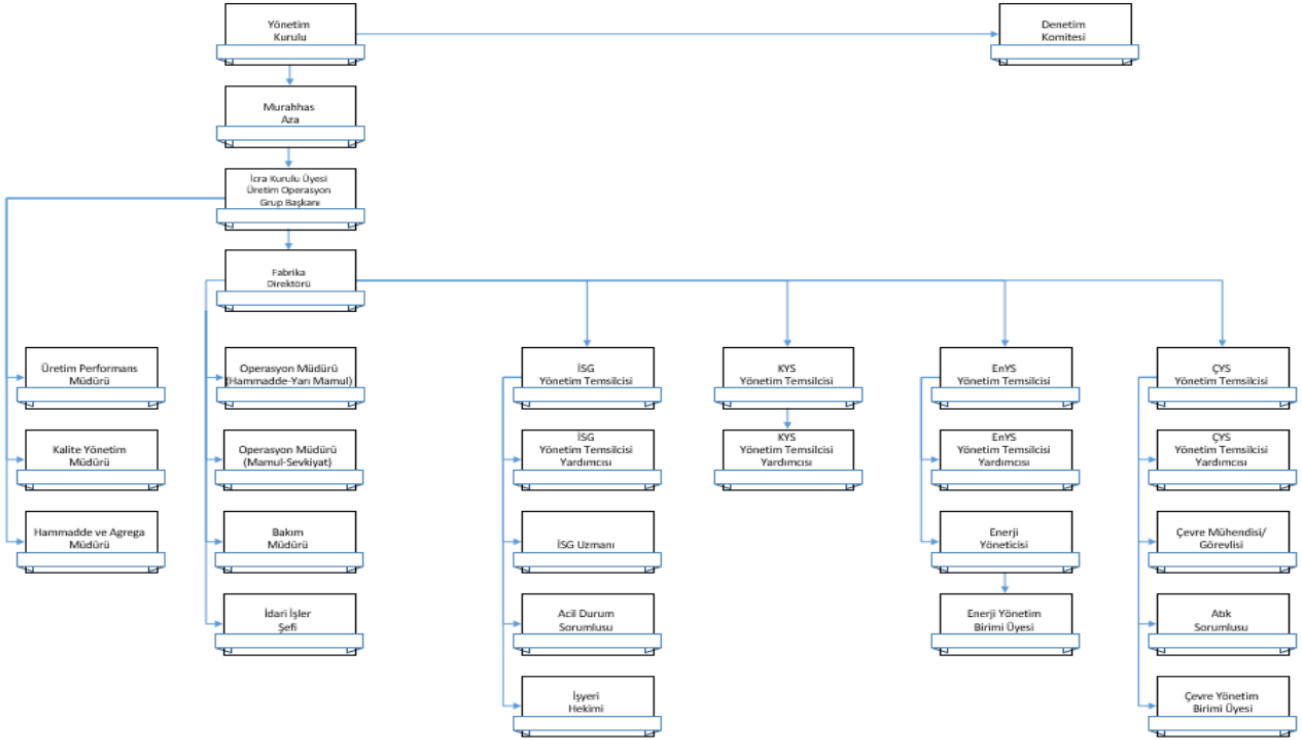 Yönetim
Kurulu
Denetim
Komitesi
Murahhas
Aza
İcra Kurulu Üyesi
Üretim Operasyon
Grup Başkanı
Fabrika
Direktörü
Üretim Performans
Müdürü
Operasyon Müdürü
(Hammadde-Yarı Mamul)
İSG
Yönetim Temsilcisi
KYS
Yönetim Temsilcisi
EnYS
Yönetim Temsilcisi
ÇYS
Yönetim Temsilcisi
Kalite Yönetim
Müdürü
Operasyon Müdürü
(Mamul-Sevkiyat)
İSG
Yönetim Temsilcisi
Yardımcısı
KYS
Yönetim Temsilcisi
Yardımcısı
EnYS
Yönetim Temsilcisi
Yardımcısı
ÇYS
Yönetim Temsilcisi
Yardımcısı
Hammadde ve Agrega
Müdürü
Bakım
Müdürü
İSG Uzmanı
Enerji
Yöneticisi
Çevre Mühendisi/
Görevlisi
İdari İşler
Şefi
Acil Durum
Sorumlusu
Enerji Yönetim
Birimi Üyesi
Atık
Sorumlusu
İşyeri
Hekimi
Çevre Yönetim
Birimi Üyesi